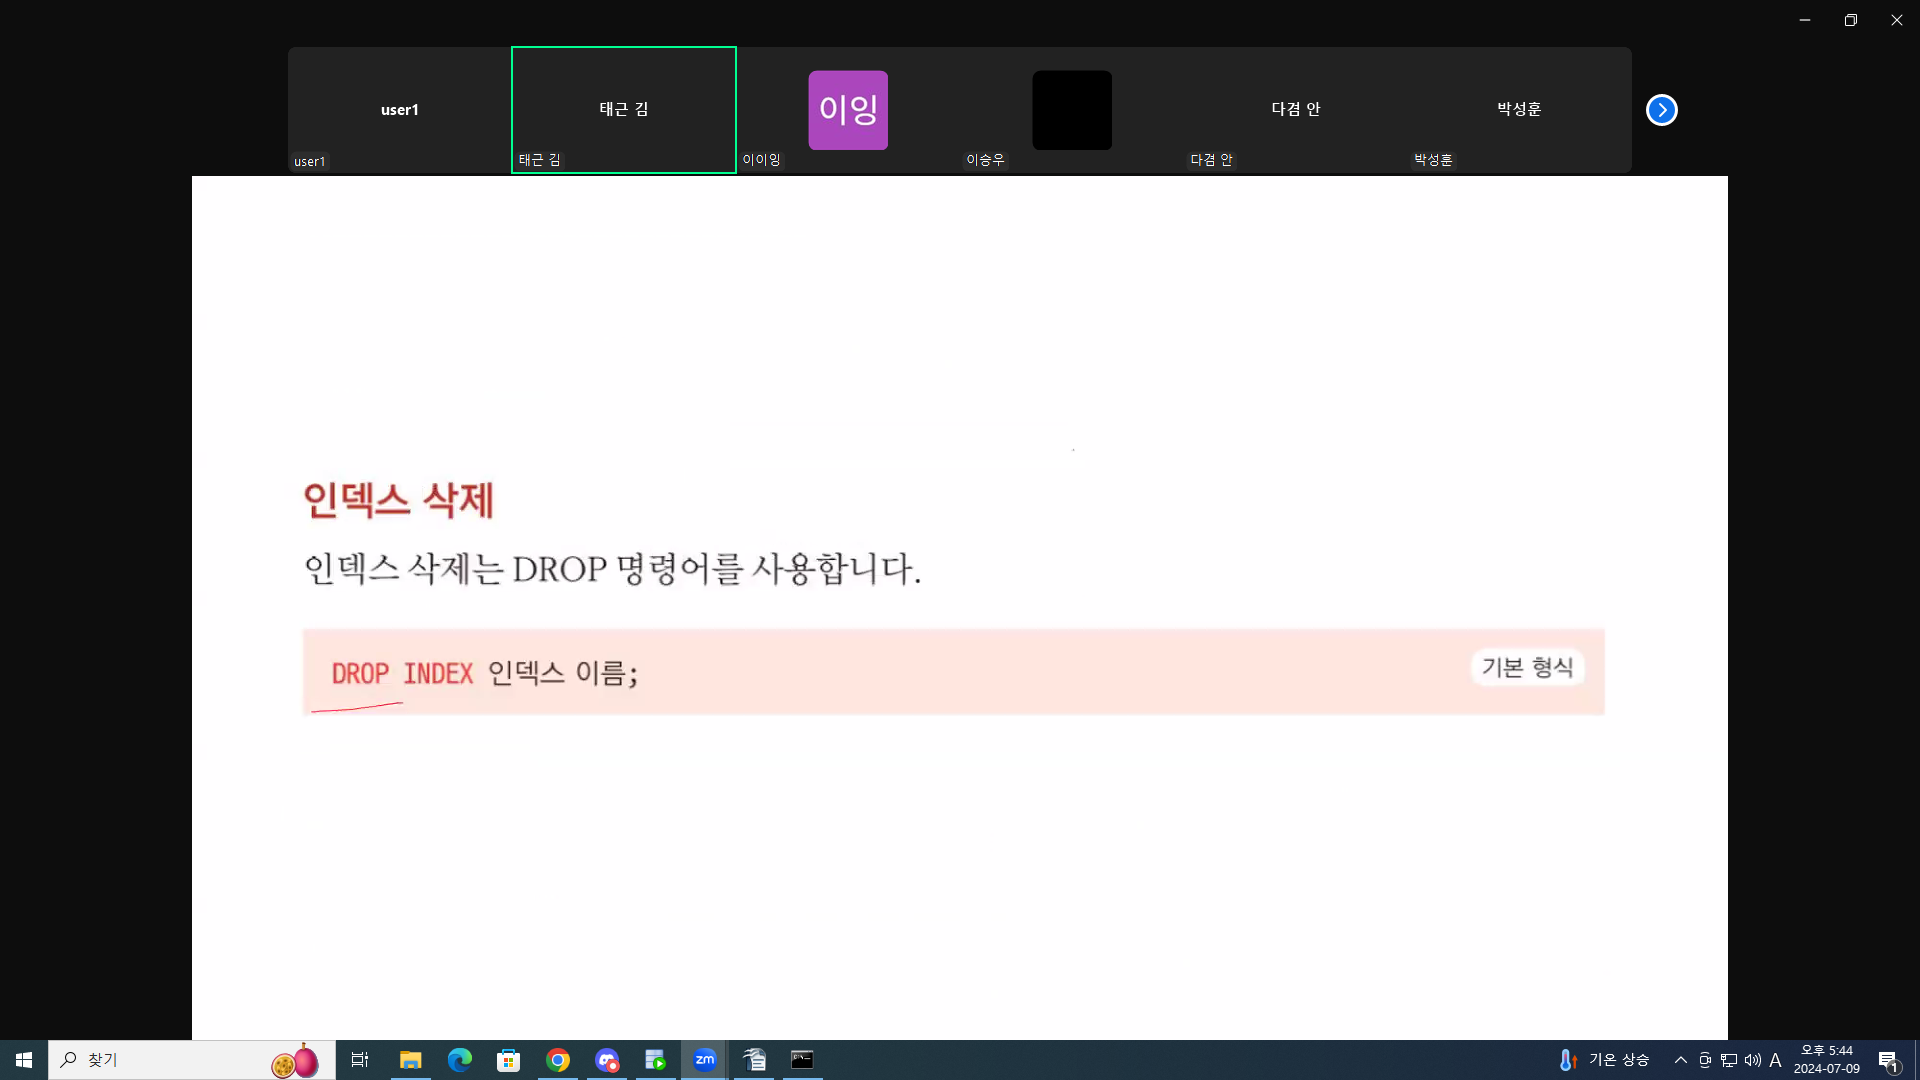 user1
태근 김
이잉
다겸 안
박성훈
user1
태근 김
이이잉
이승우
다겸 안
박성훈
인덱스 삭제
인덱스 삭제는 DROP 명령어를 사용합니다.
DROP INDEX 인덱스 이름;
기본 형식
찾기
zm
기온 상승
A
오후 5:44
2024-07-09
1